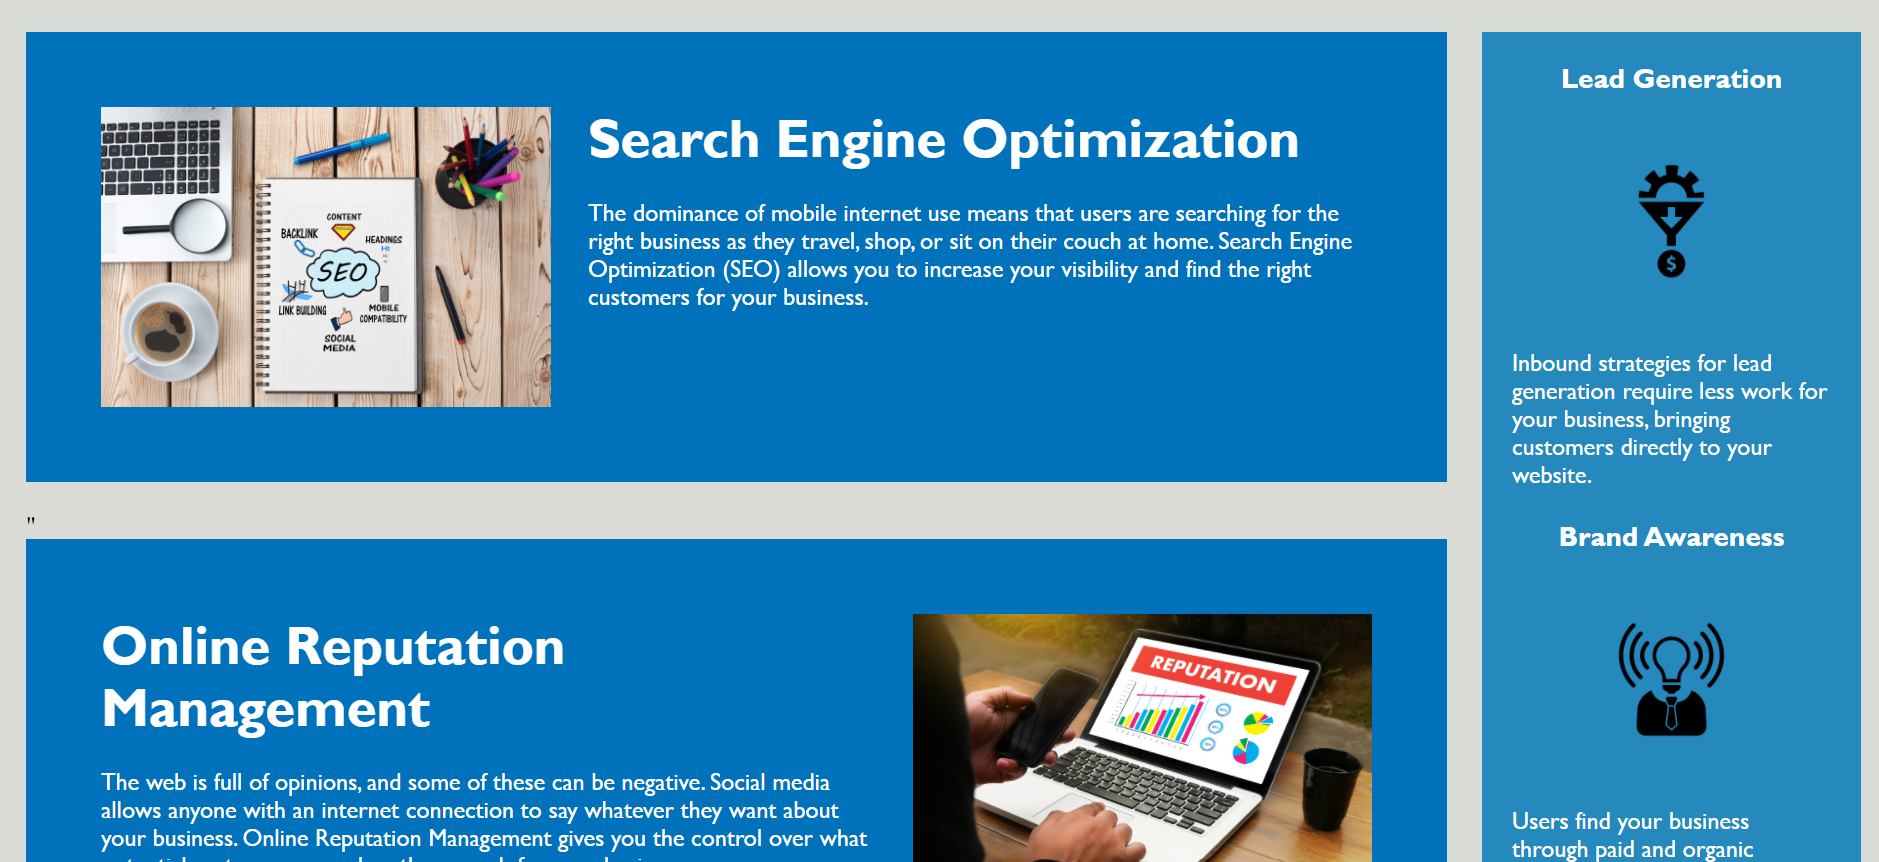 Search Engine Optimization
The dominance of mobile internet use means that users are searching for the
right business as they travel, shop, or sit on their couch at home. Search Engine
Optimization (SEO) allows you to increase your visibility and find the right
customers for your business.
CONTENT
BACKLINK
HEADINGS
H1
SEO
LINK BUILDING
MOBILE
COMPATIBILITY
SOCIAL
MEDIA
"
Online Reputation
Management
The web is full of opinions, and some of these can be negative. Social media
allows anyone with an internet connection to say whatever they want about
your business. Online Reputation Management gives you the control over what
REPUTATION
Lead Generation
$
Inbound strategies for lead
generation require less work for
your business, bringing
customers directly to your
website.
Brand Awareness
Users find your business
through paid and organic